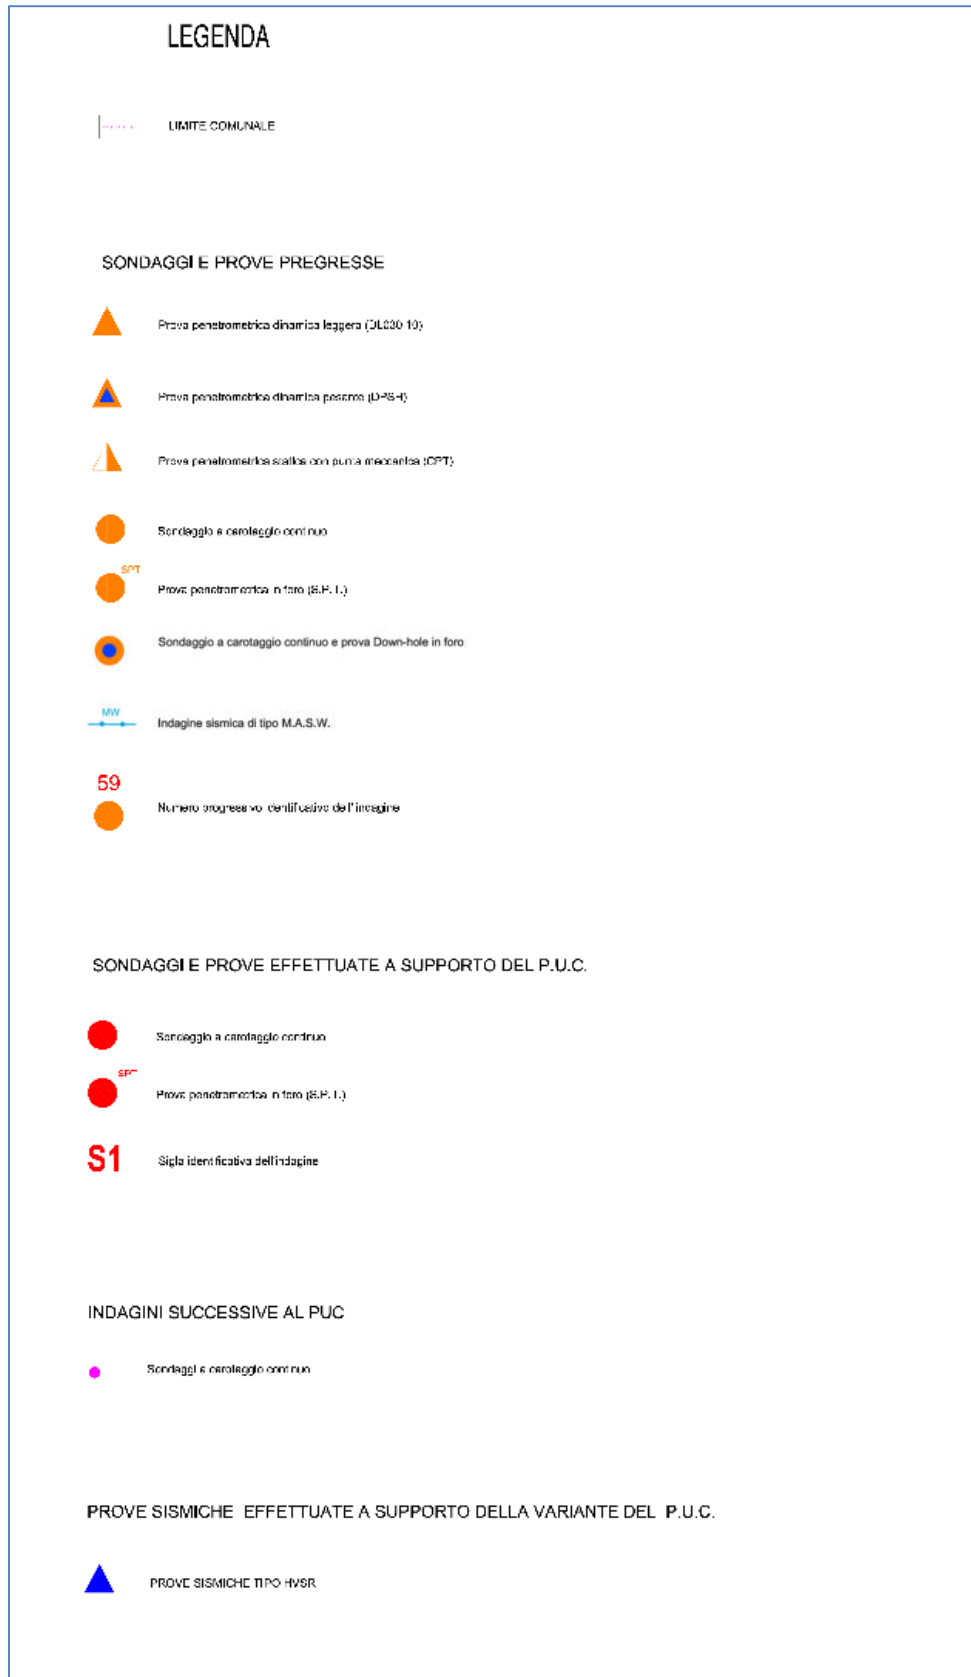 LEGENDA
LIMITE COMUNALE
SONDAGGI E PROVE PREGRESSE
Prova penetrometrica dinamica leggera (DL030 10)
Prova penetrometrica dinamica pesante (DPSH)
Prova penetrometrica statica con punta meccanica (CPT)
Sondaggio a carotaggio continuo
SPT
Prova penetrometrica in foro (S.P.T.)
Sondaggio a carotaggio continuo e prova Down-hole in foro
MW
Indagine sismica di tipo M.A.S.W.
59
Numero progressivo identificativo dell'indagine
SONDAGGI E PROVE EFFETTUATE A SUPPORTO DEL P.U.C.
Sondaggio a carotaggio continuo
SPT
Prova penetrometrica in foro (S.P.T.)
S1
Sigla identificativa dell'indagine
INDAGINI SUCCESSIVE AL PUC
Sondaggi a carotaggio continuo
PROVE SISMICHE EFFETTUATE A SUPPORTO DELLA VARIANTE DEL P.U.C.
PROVE SISMICHE TIPO HVSR